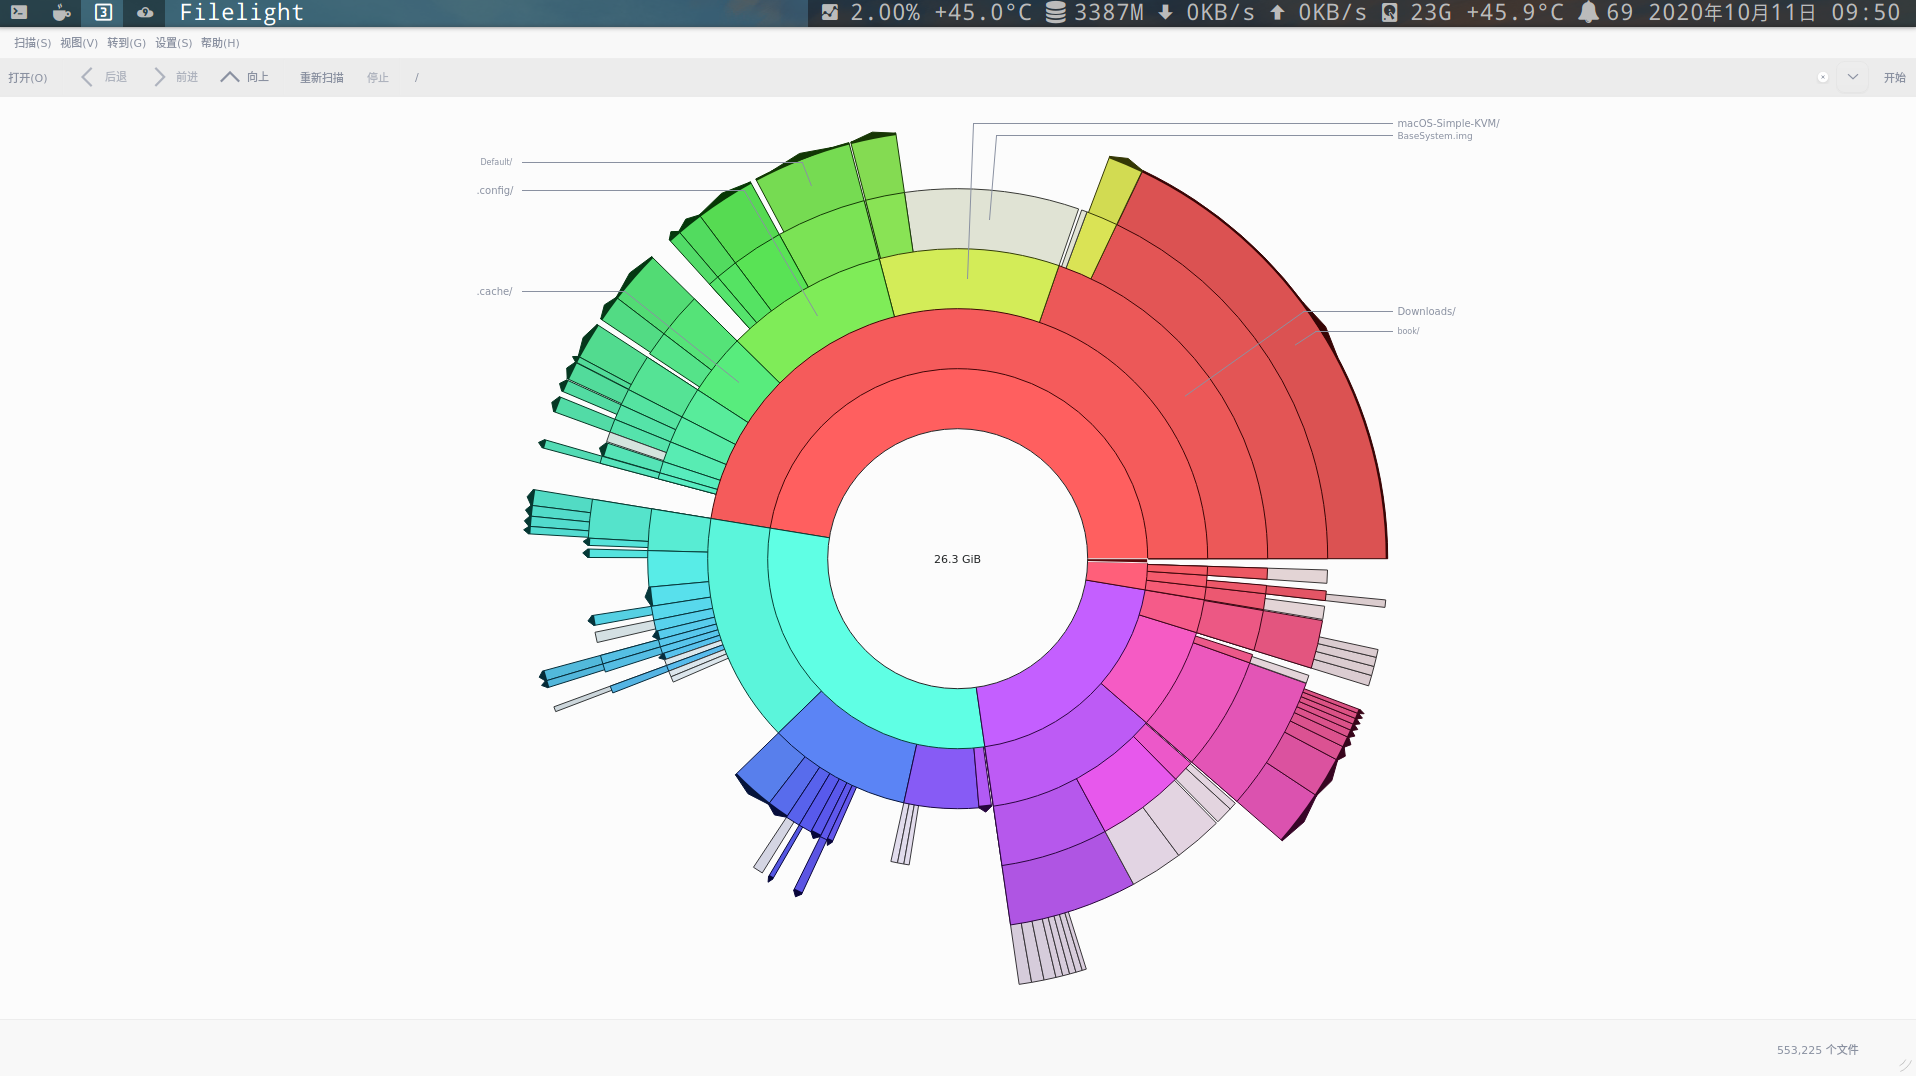 3 9 Filelight 2.00% +45.0°C 3387M 0KB/s 0KB/s 23G +45.9°C 69 2020年10月11日 09:50
扫描(S) 视图(V) 转到(G) 设置(S) 帮助(H)
打开(O) 后退 前进 向上 重新扫描 停止 / 开始
macOS-Simple-KVM/
BaseSystem.img
Default/
.config/
.cache/
Downloads/
book/
26.3 GiB
553,225 个文件